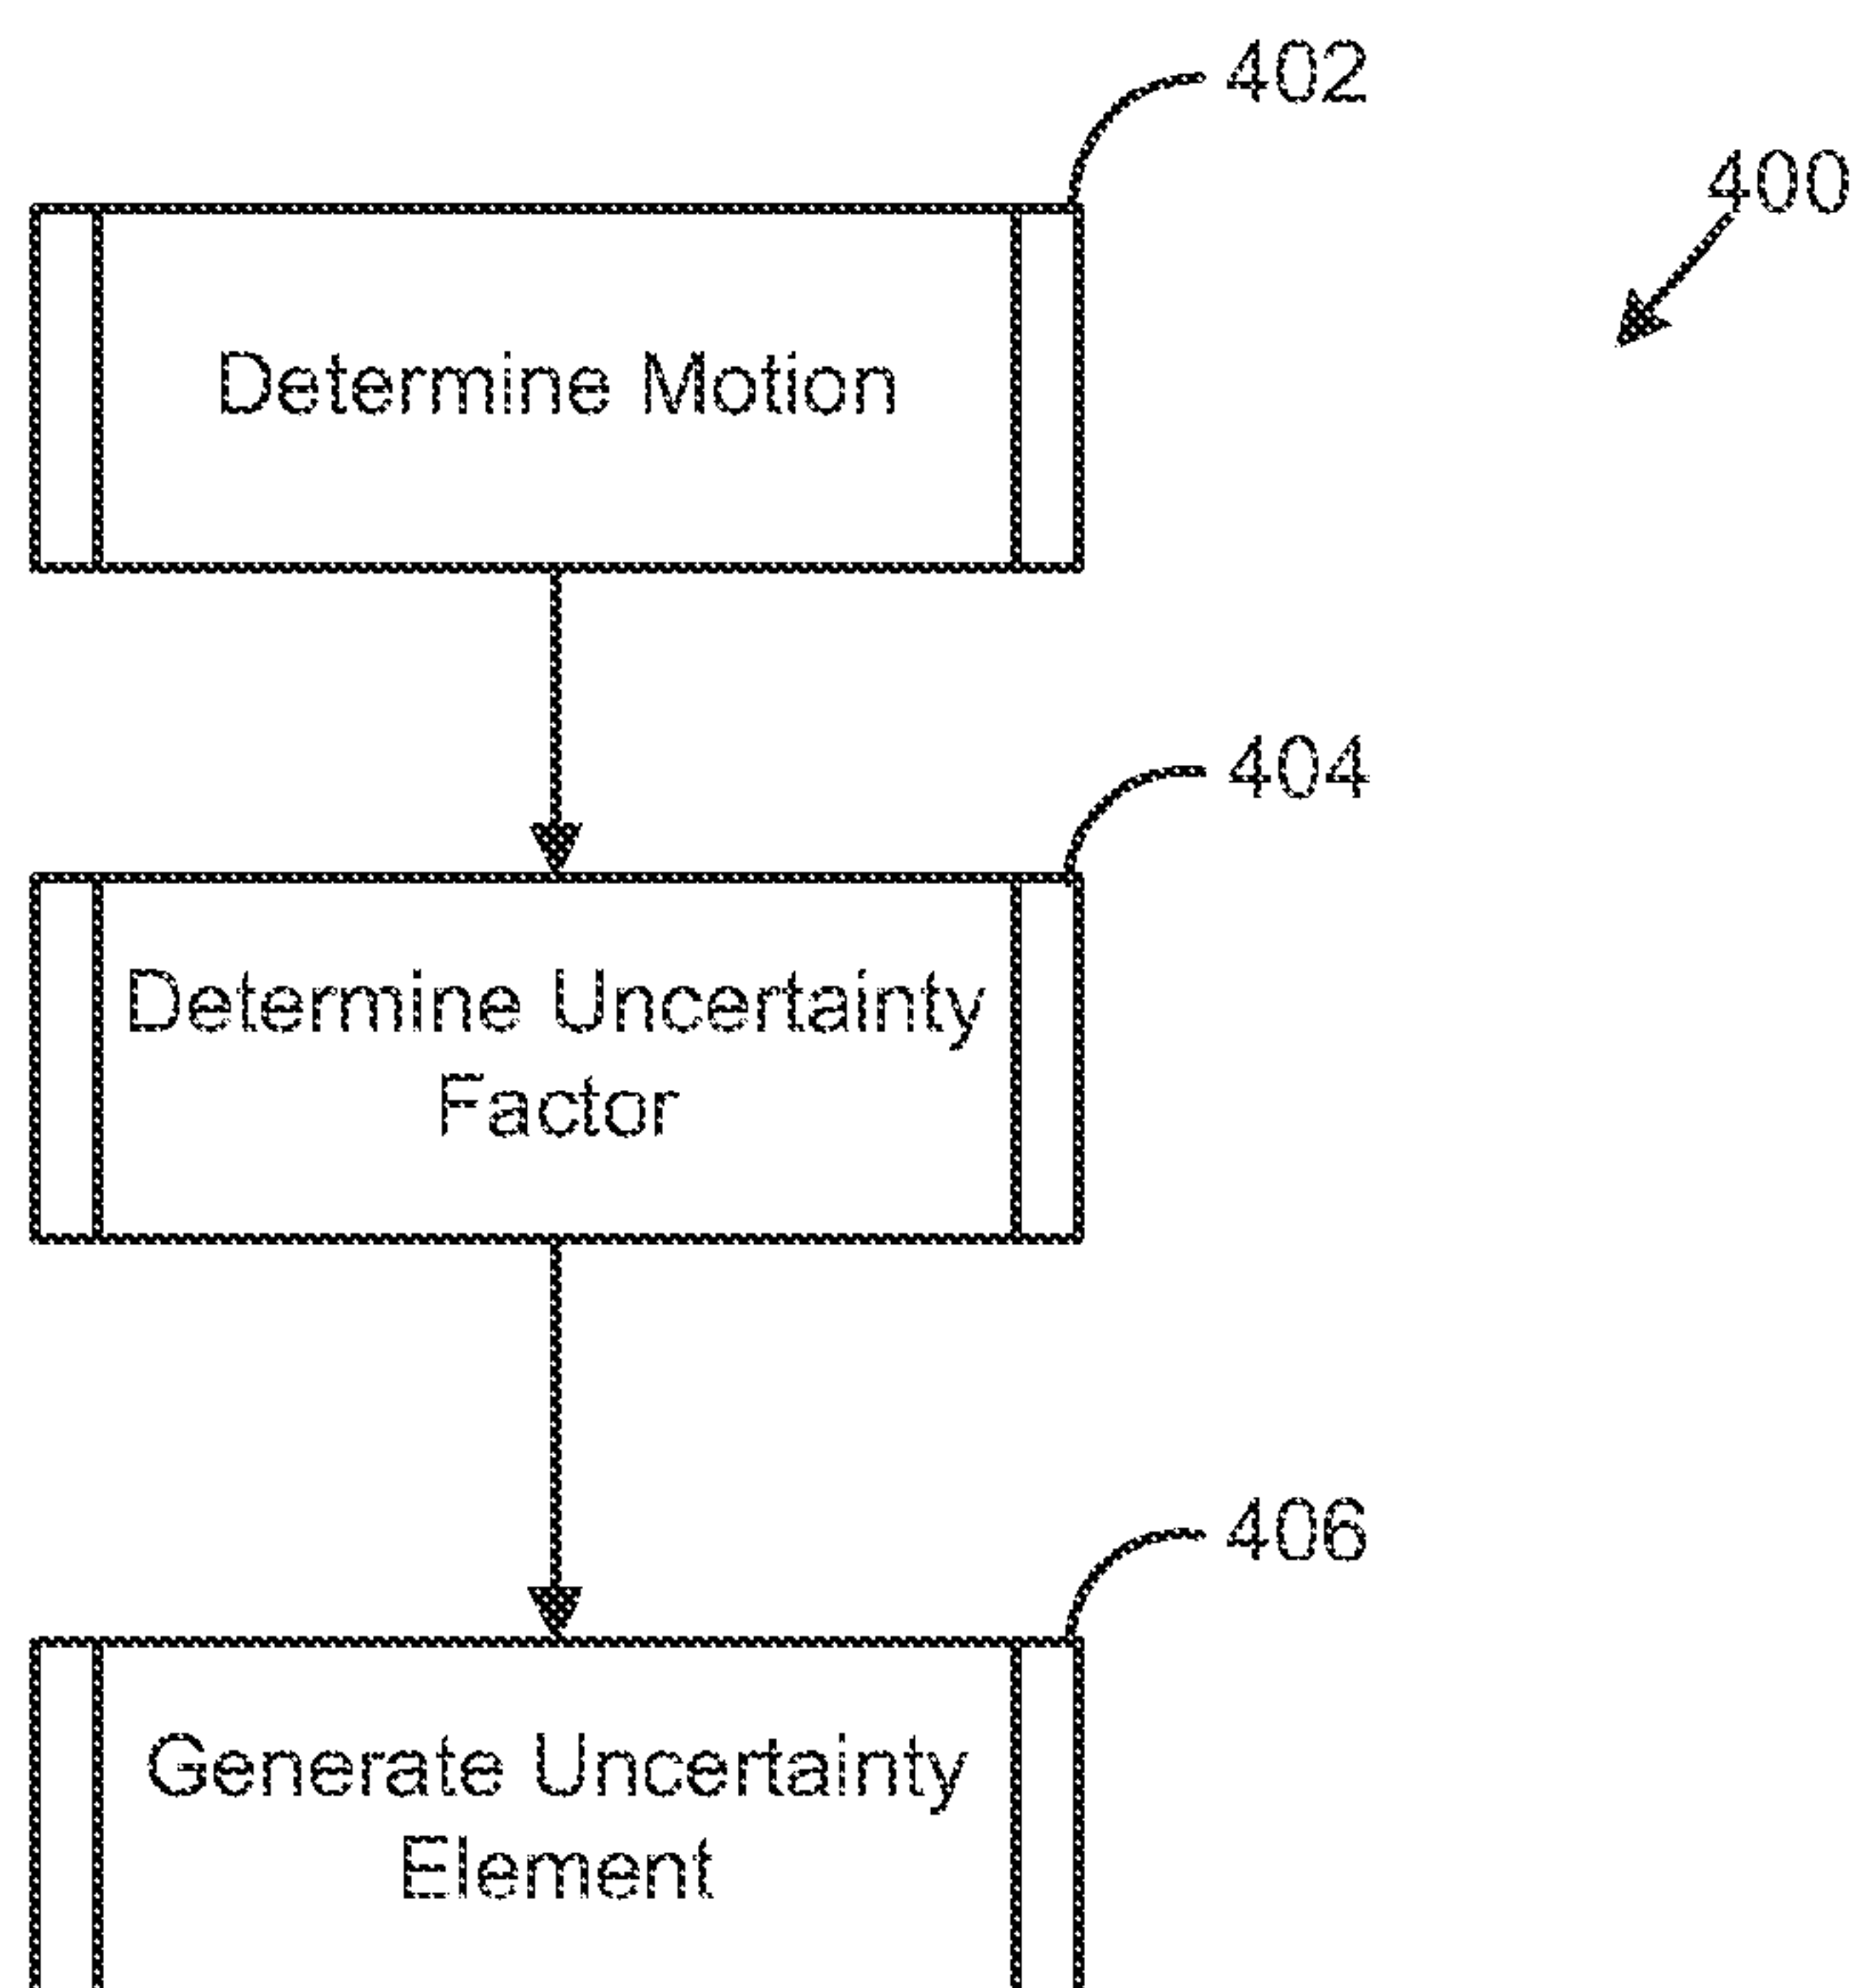 402
400
Determine Motion
404
Determine Uncertainty
Factor
406
Generate Uncertainty
Element